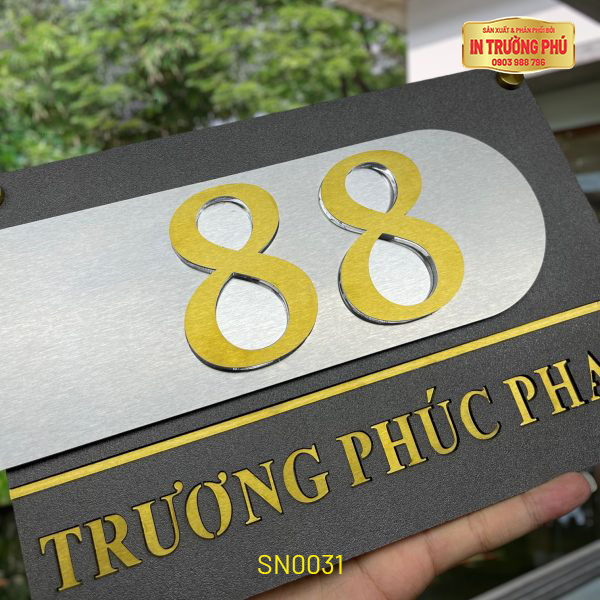 SẢN XUẤT & PHÂN PHỐI BỞI
IN TRƯỜNG PHÚ
0903 988 796
88
TRƯƠNG PHÚC PHA
SN0031